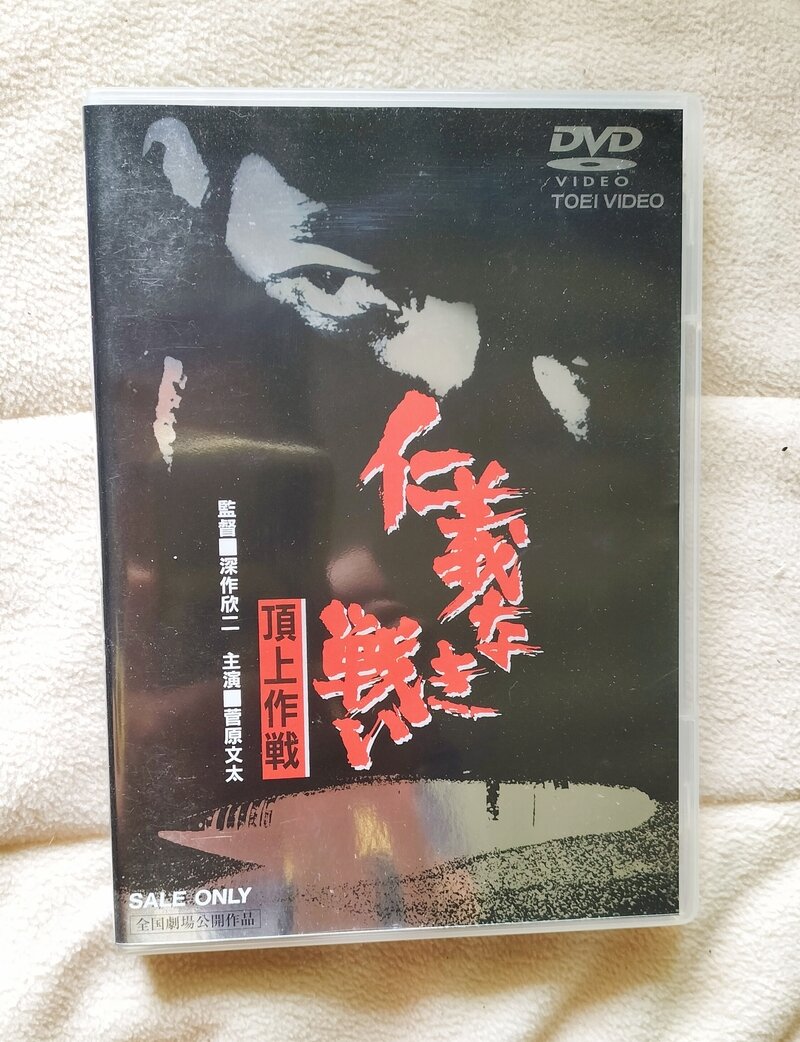 DVD
VIDEO
TOEI VIDEO
仁義なき
戦い
頂上作戦
監督■深作欣二 主演■菅原文太
SALE ONLY
全国劇場公開作品